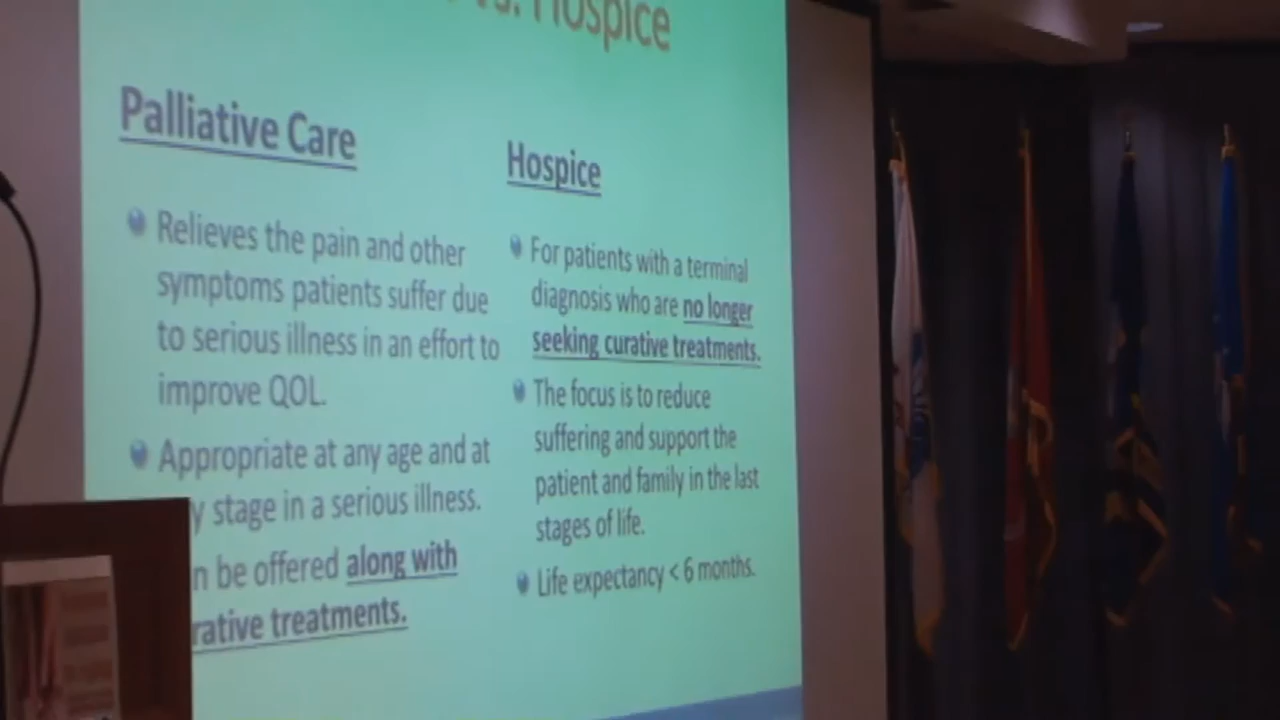 Hospice
Palliative Care
Relieves the pain and other
symptoms patients suffer due
to serious illness in an effort to
improve QOL.
Appropriate at any age and at
stage in a serious illness.
be offered along with
treatments.
Hospice
For patients with a terminal
diagnosis who are no longer
seeking curative treatments.
The focus is to reduce
suffering and support the
patient and family in the last
stages of life.
Life expectancy < 6 months.